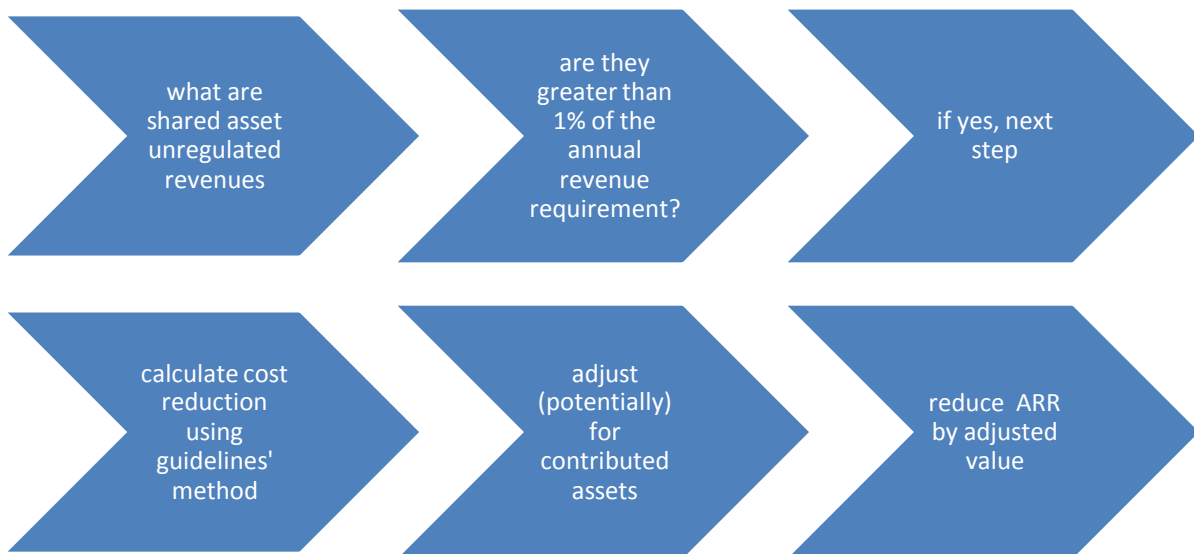 what are
shared asset
unregulated
revenues
are they
greater than
1% of the
annual
revenue
requirement?
if yes, next
step
calculate cost
reduction
using
guidelines'
method
adjust
(potentially)
for
contributed
assets
reduce ARR
by adjusted
value